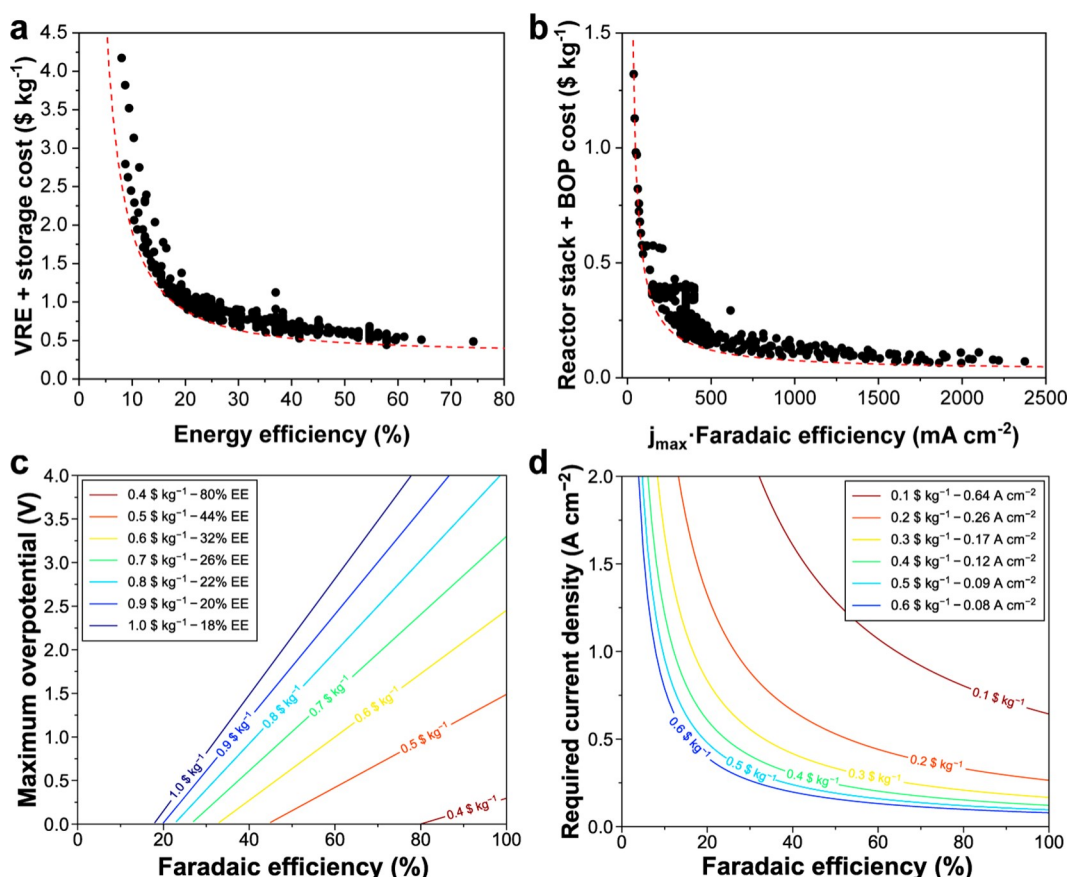 a
VRE + storage cost ($ kg⁻¹)
4.5
4.0
3.5
3.0
2.5
2.0
1.5
1.0
0.5
0.0
0 10 20 30 40 50 60 70 80
Energy efficiency (%)
b
Reactor stack + BOP cost ($ kg⁻¹)
1.5
1.0
0.5
0.0
0 500 1000 1500 2000 2500
jmax·Faradaic efficiency (mA cm⁻²)
c
Maximum overpotential (V)
4.0
3.5
3.0
2.5
2.0
1.5
1.0
0.5
0.0
0.4 $ kg⁻¹ – 80% EE
0.5 $ kg⁻¹ – 44% EE
0.6 $ kg⁻¹ – 32% EE
0.7 $ kg⁻¹ – 26% EE
0.8 $ kg⁻¹ – 22% EE
0.9 $ kg⁻¹ – 20% EE
1.0 $ kg⁻¹ – 18% EE
1.0 $ kg⁻¹
0.9 $ kg⁻¹
0.8 $ kg⁻¹
0.7 $ kg⁻¹
0.6 $ kg⁻¹
0.5 $ kg⁻¹
0.4 $ kg⁻¹
0 20 40 60 80 100
Faradaic efficiency (%)
d
Required current density (A cm⁻²)
2.0
1.5
1.0
0.5
0.0
0.1 $ kg⁻¹ – 0.64 A cm⁻²
0.2 $ kg⁻¹ – 0.26 A cm⁻²
0.3 $ kg⁻¹ – 0.17 A cm⁻²
0.4 $ kg⁻¹ – 0.12 A cm⁻²
0.5 $ kg⁻¹ – 0.09 A cm⁻²
0.6 $ kg⁻¹ – 0.08 A cm⁻²
0.1 $ kg⁻¹
0.2 $ kg⁻¹
0.3 $ kg⁻¹
0.4 $ kg⁻¹
0.5 $ kg⁻¹
0.6 $ kg⁻¹
0 20 40 60 80 100
Faradaic efficiency (%)